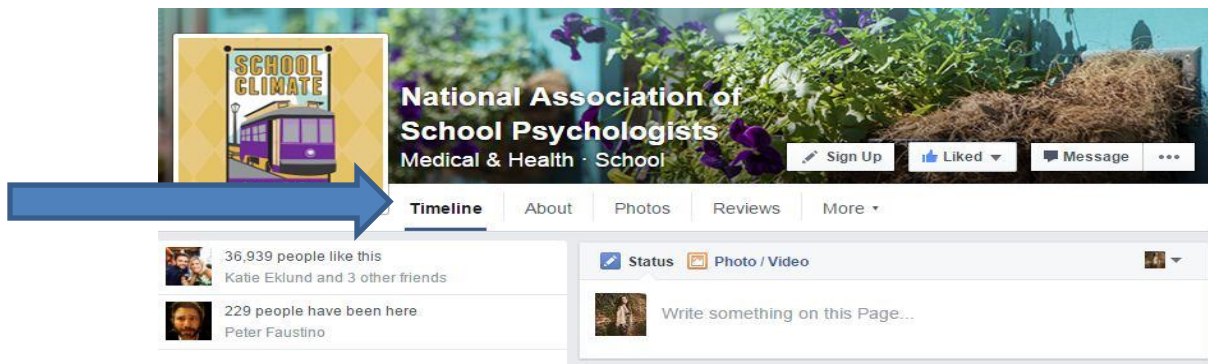 SCHOOL
CLIMATE
National Association of
School Psychologists
Medical & Health · School
Sign Up
Liked
Message
Timeline
About
Photos
Reviews
More
36,939 people like this
Katie Eklund and 3 other friends
229 people have been here
Peter Faustino
Status
Photo / Video
Write something on this Page...